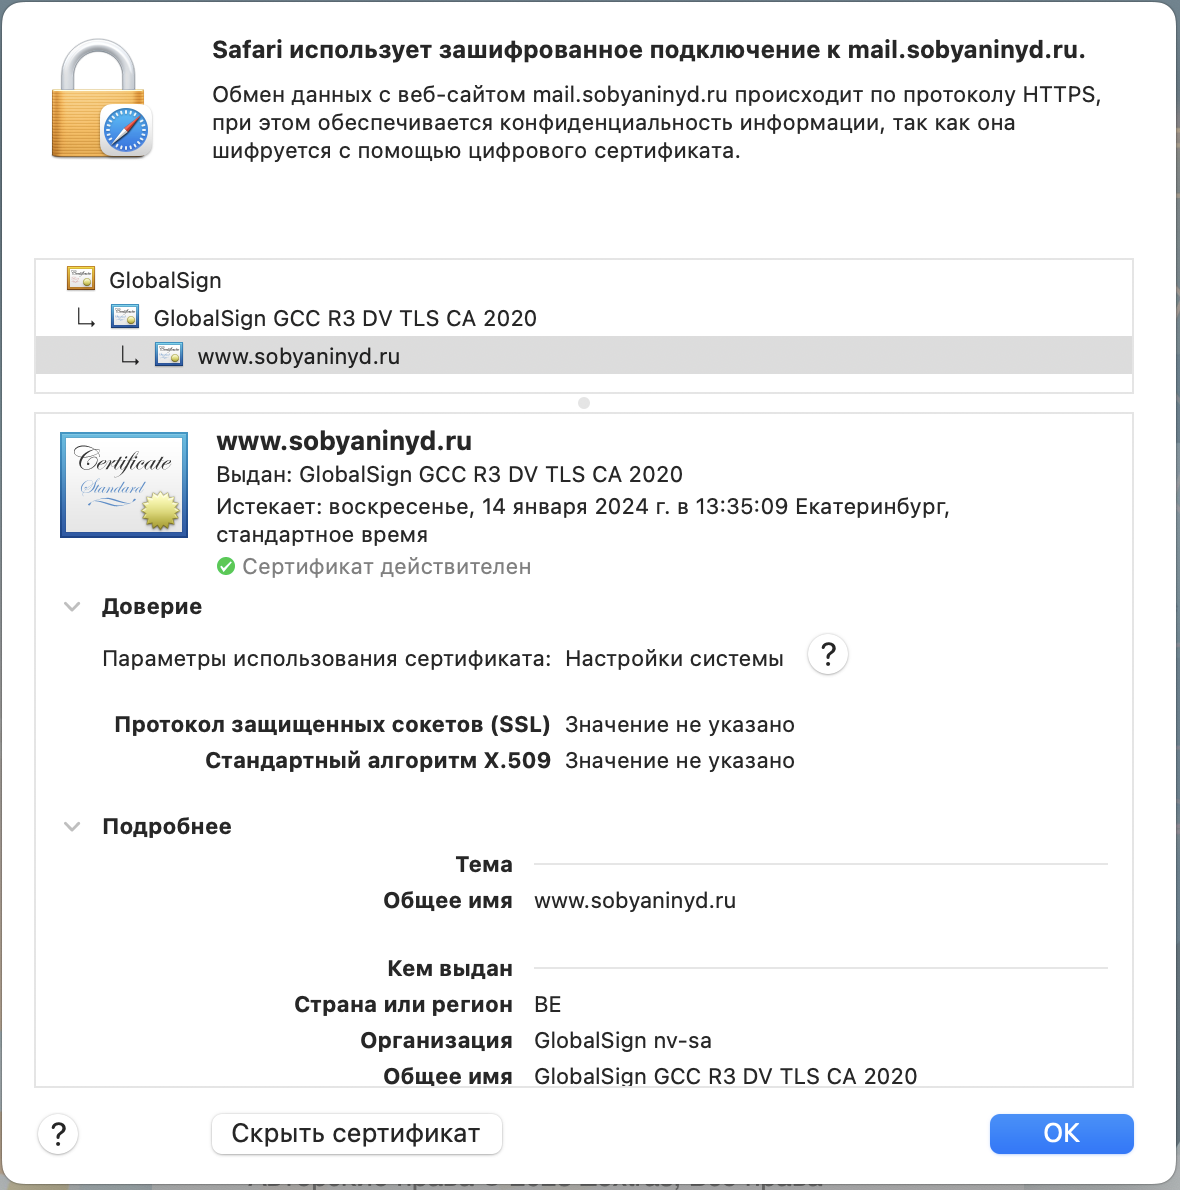 Safari использует зашифрованное подключение к mail.sobyaninyd.ru.
Обмен данных с веб-сайтом mail.sobyaninyd.ru происходит по протоколу HTTPS,
при этом обеспечивается конфиденциальность информации, так как она
шифруется с помощью цифрового сертификата.
GlobalSign
GlobalSign GCC R3 DV TLS CA 2020
www.sobyaninyd.ru
Certificate
Standard
www.sobyaninyd.ru
Выдан: GlobalSign GCC R3 DV TLS CA 2020
Истекает: воскресенье, 14 января 2024 г. в 13:35:09 Екатеринбург,
стандартное время
Сертификат действителен
Доверие
Параметры использования сертификата: Настройки системы ?
Протокол защищенных сокетов (SSL) Значение не указано
Стандартный алгоритм X.509 Значение не указано
Подробнее
Тема
Общее имя www.sobyaninyd.ru
Кем выдан
Страна или регион BE
Организация GlobalSign nv-sa
Общее имя GlobalSign GCC R3 DV TLS CA 2020
? Скрыть сертификат OK